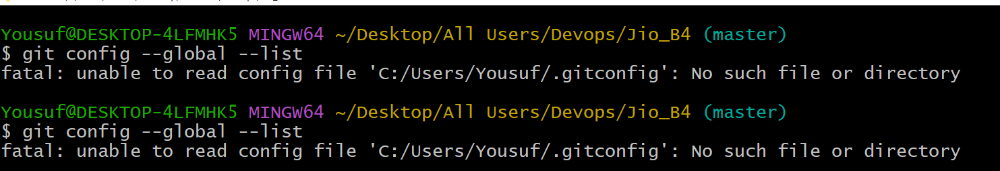 Yousuf@DESKTOP-4LFMHK5 MINGW64 ~/Desktop/All Users/Devops/Jio_B4 (master)
$ git config --global --list
fatal: unable to read config file 'C:/Users/Yousuf/.gitconfig': No such file or directory
Yousuf@DESKTOP-4LFMHK5 MINGW64 ~/Desktop/All Users/Devops/Jio_B4 (master)
$ git config --global --list
fatal: unable to read config file 'C:/Users/Yousuf/.gitconfig': No such file or directory